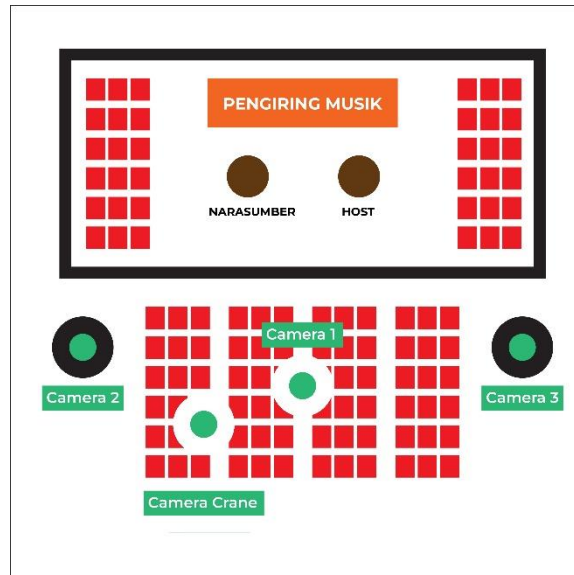 PENGIRING MUSIK
NARASUMBER
HOST
Camera 1
Camera 2
Camera 3
Camera Crane